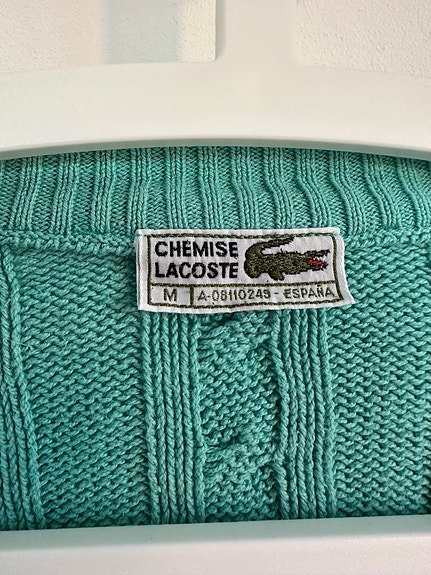 CHEMISE
LACOSTE
M A-08110245 - ESPAÑA